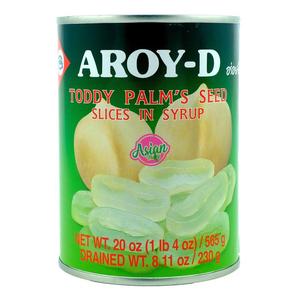 AROY-D
TODDY PALM'S SEED
SLICES IN SYRUP
Asian
NET WT. 20 oz (1 lb 4 oz) / 565 g
DRAINED WT. 8.11 oz / 230 g